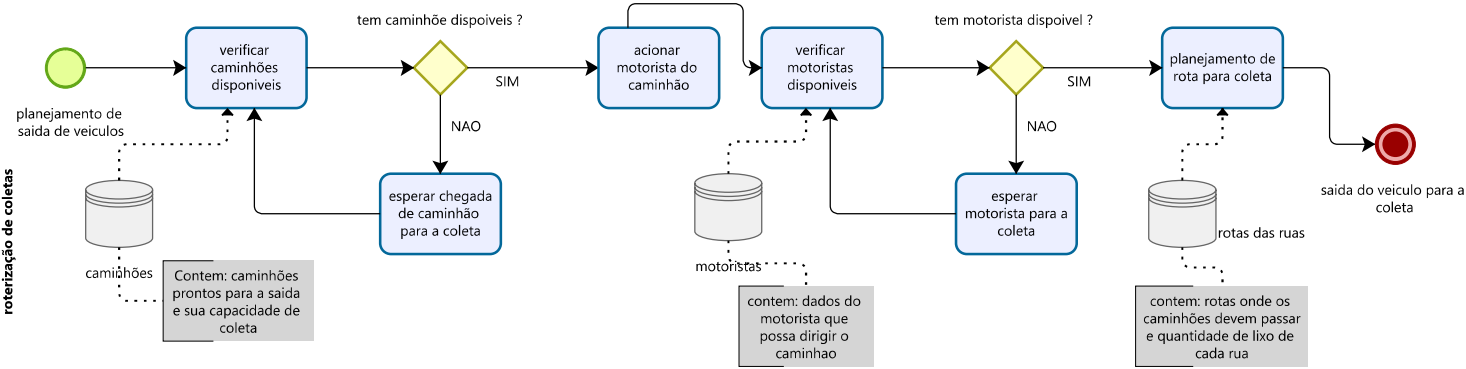 roterização de coletas
planejamento de
saida de veiculos
verificar
caminhões
disponiveis
tem caminhõe dispoiveis ?
SIM
NAO
esperar chegada
de caminhão
para a coleta
caminhões
Contem: caminhões
prontos para a saida
e sua capacidade de
coleta
acionar
motorista do
caminhão
verificar
motoristas
disponiveis
tem motorista dispoivel ?
SIM
NAO
esperar
motorista para a
coleta
motoristas
contem: dados do
motorista que
possa dirigir o
caminhao
planejamento de
rota para coleta
rotas das ruas
contem: rotas onde os
caminhões devem passar
e quantidade de lixo de
cada rua
saida do veiculo para a
coleta